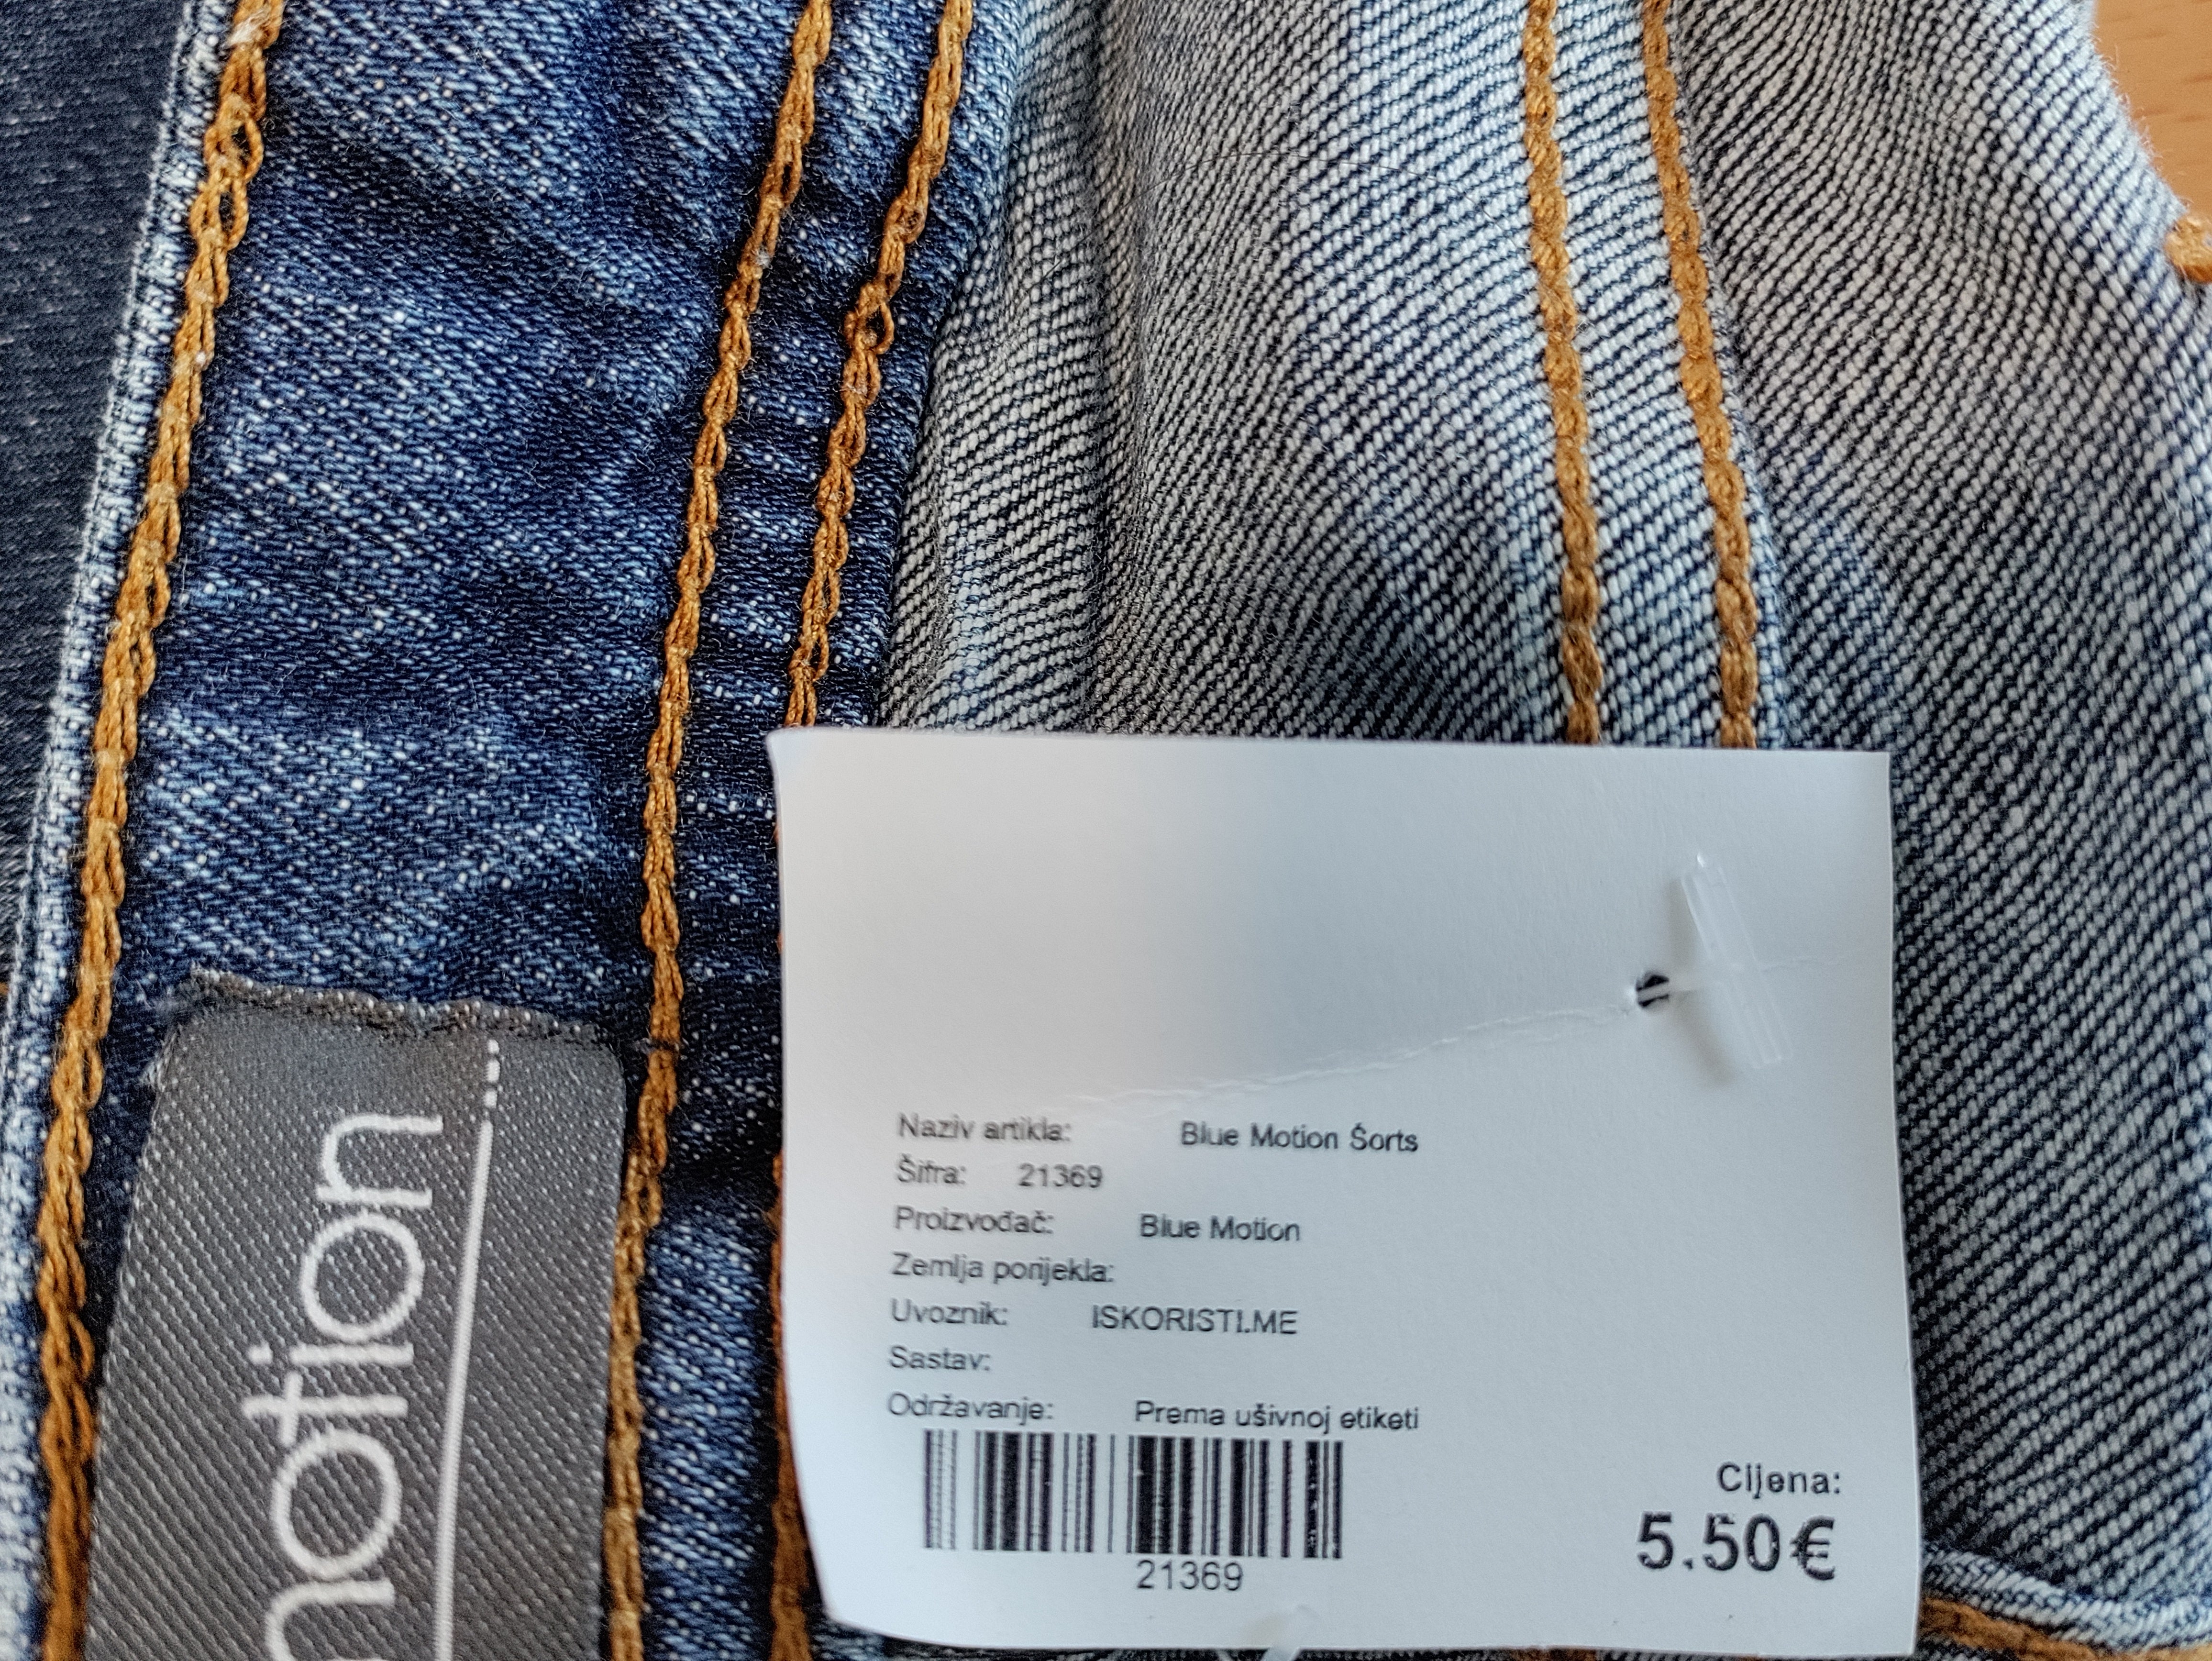 motion
Naziv artikla: Blue Motion Šorts
Šifra: 21369
Proizvođač: Blue Motion
Zemlja porijekla:
Uvoznik: ISKORISTI.ME
Sastav:
Održavanje: Prema ušivnoj etiketi
21369
Cijena:
5.50€